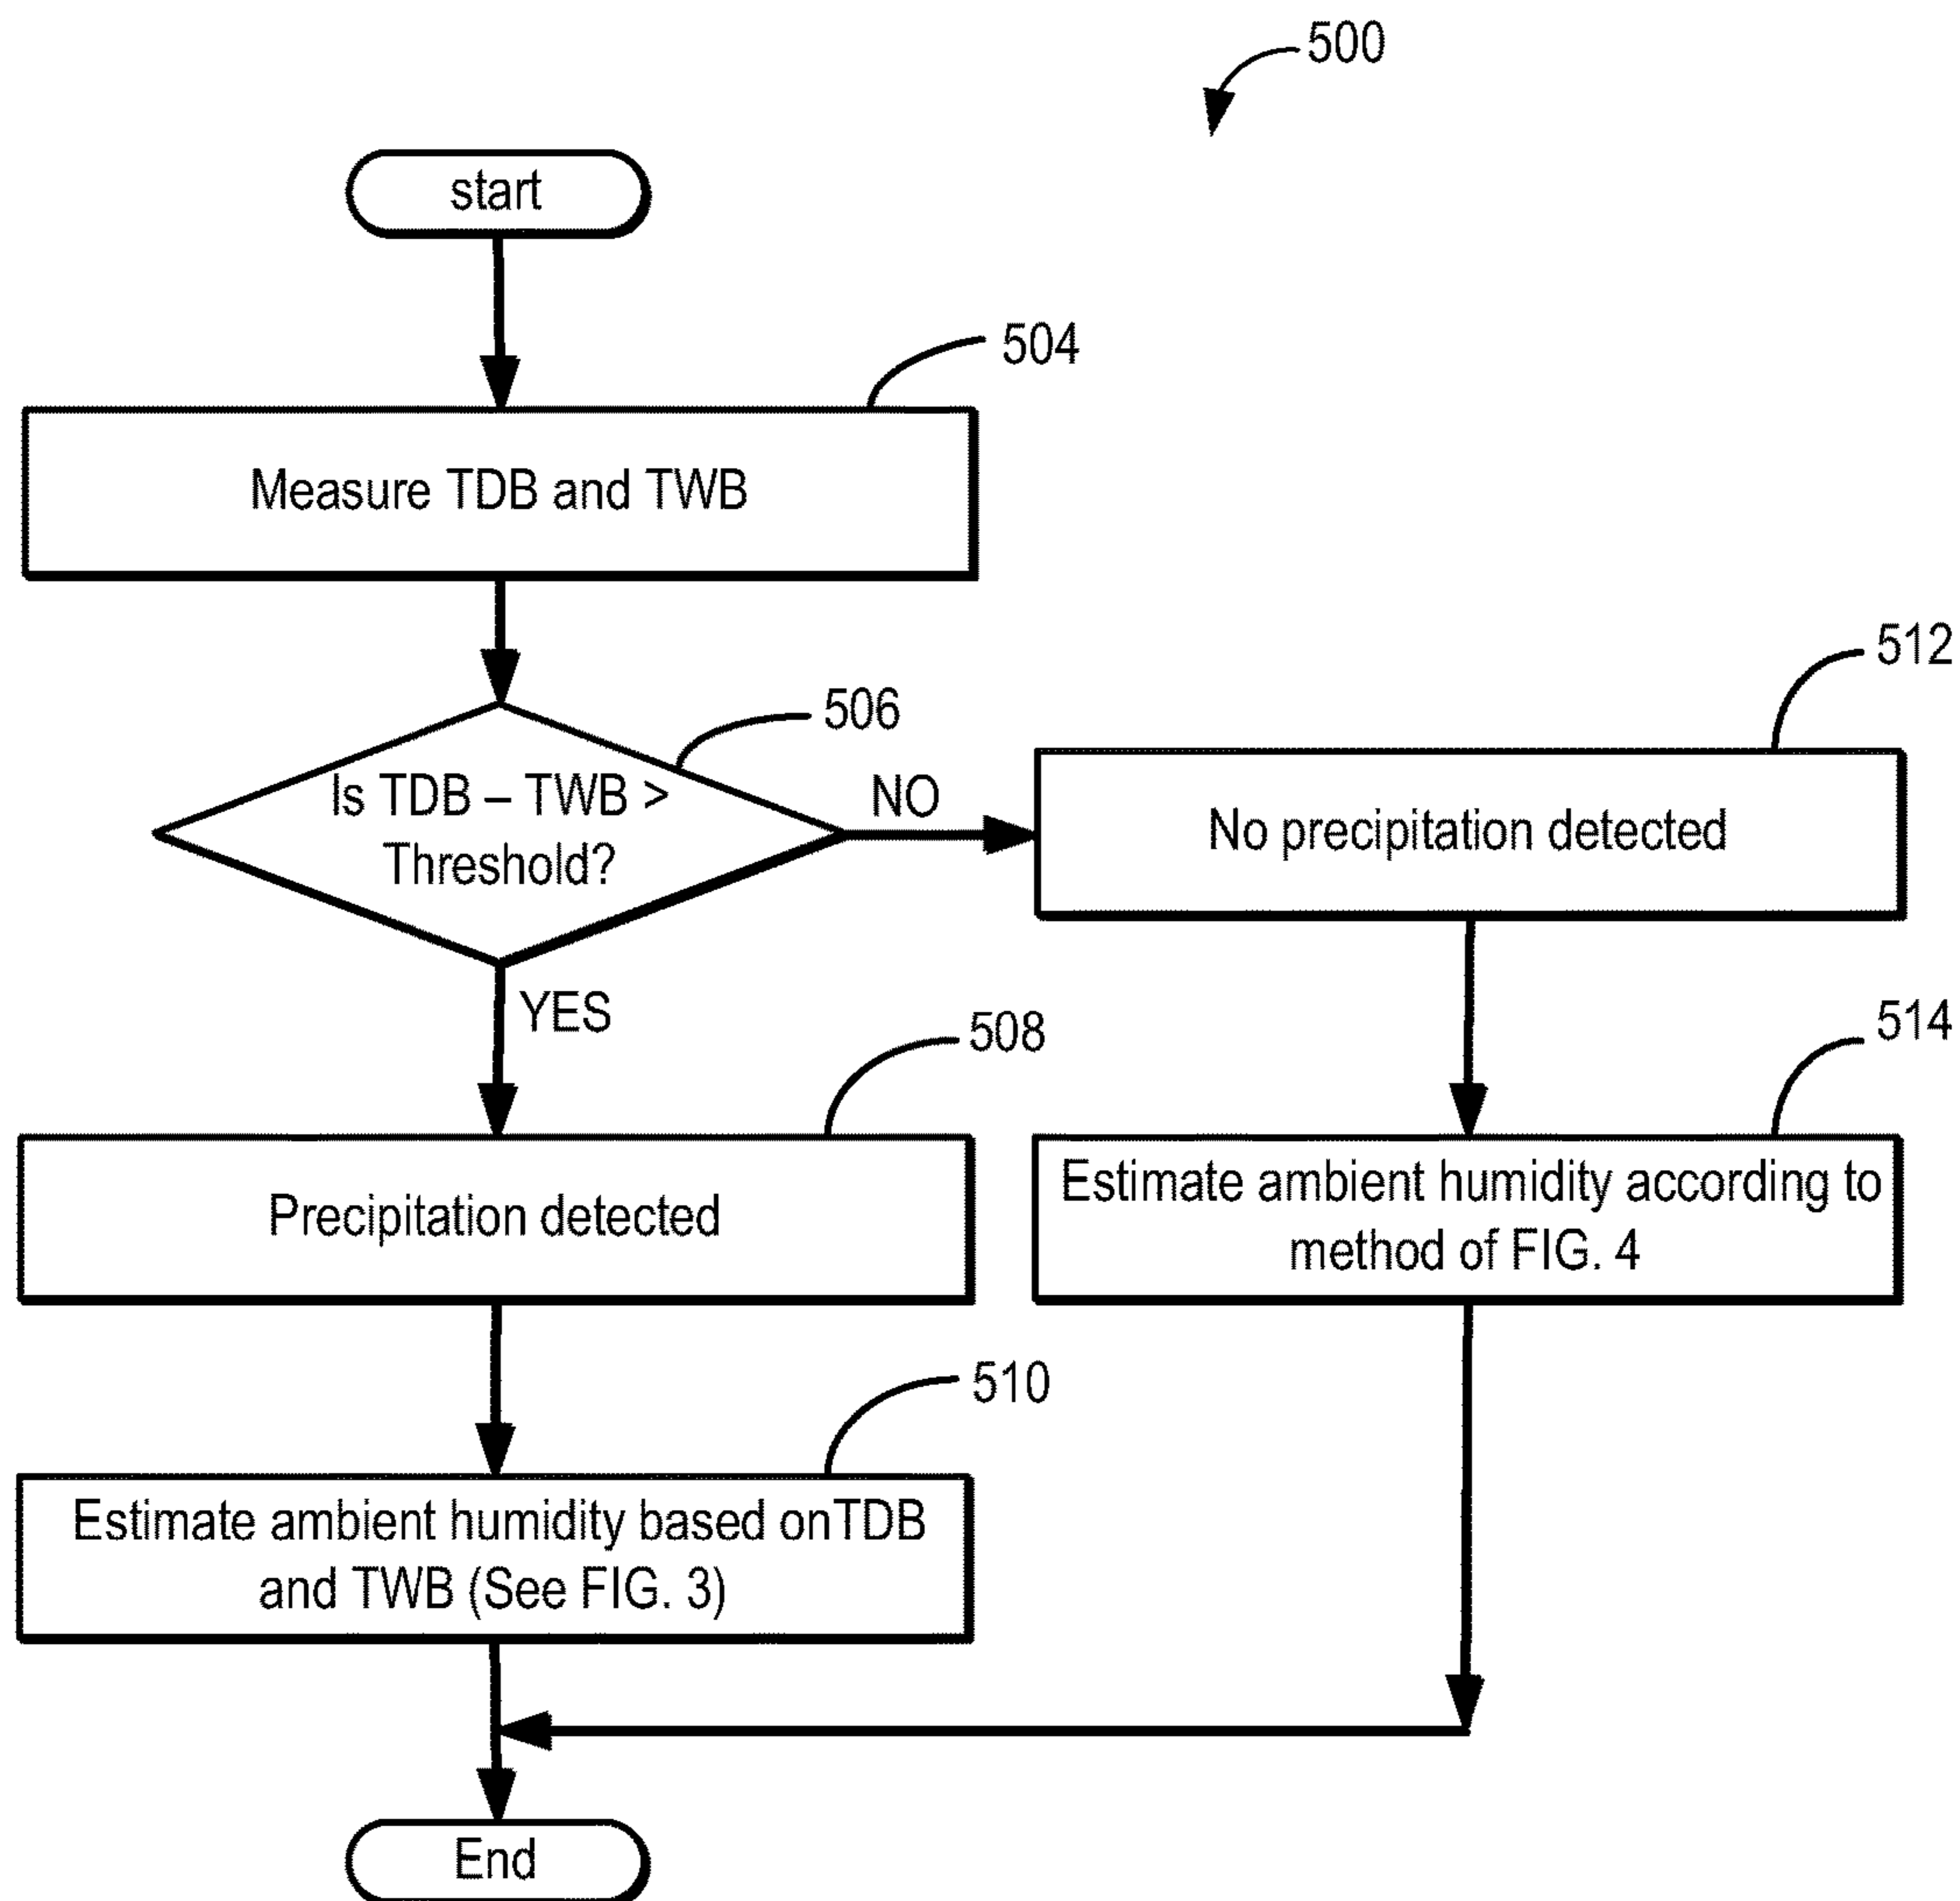 500
start
504
Measure TDB and TWB
506
Is TDB – TWB >
Threshold?
NO
YES
512
No precipitation detected
508
Precipitation detected
514
Estimate ambient humidity according to
method of FIG. 4
510
Estimate ambient humidity based onTDB
and TWB (See FIG. 3)
End